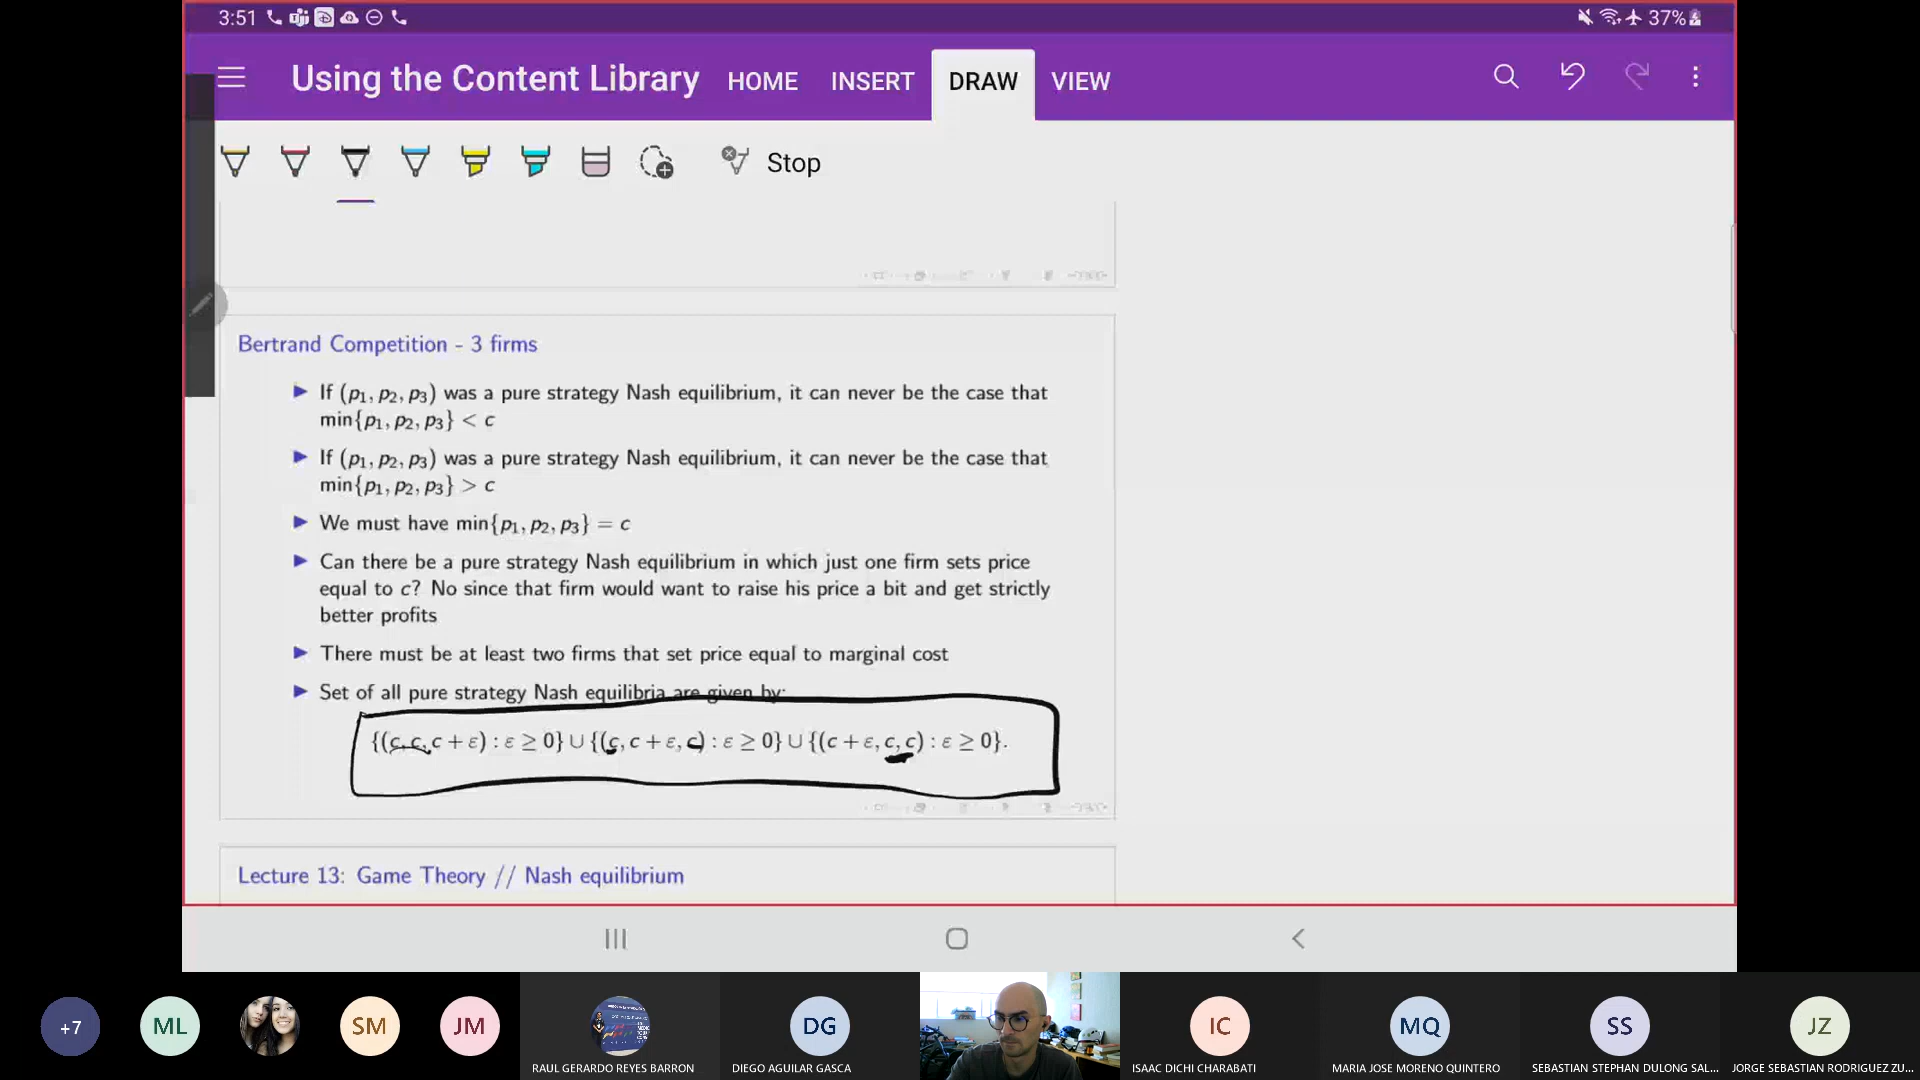 3:51 37%
Using the Content Library HOME INSERT DRAW VIEW
Stop
Bertrand Competition - 3 firms
► If (p₁, p₂, p₃) was a pure strategy Nash equilibrium, it can never be the case that
min{p₁, p₂, p₃} < c
► If (p₁, p₂, p₃) was a pure strategy Nash equilibrium, it can never be the case that
min{p₁, p₂, p₃} > c
► We must have min{p₁, p₂, p₃} = c
► Can there be a pure strategy Nash equilibrium in which just one firm sets price
equal to c? No since that firm would want to raise his price a bit and get strictly
better profits
► There must be at least two firms that set price equal to marginal cost
► Set of all pure strategy Nash equilibria are given by:
{(c, c, c + ε) : ε ≥ 0} ∪ {(c, c + ε, c) : ε ≥ 0} ∪ {(c + ε, c, c) : ε ≥ 0}.
Lecture 13: Game Theory // Nash equilibrium
+7 ML SM JM DG IC MQ SS JZ
RAUL GERARDO REYES BARRON DIEGO AGUILAR GASCA ISAAC DICHI CHARABATI MARIA JOSE MORENO QUINTERO SEBASTIAN STEPHAN DULONG SAL... JORGE SEBASTIAN RODRIGUEZ ZU...